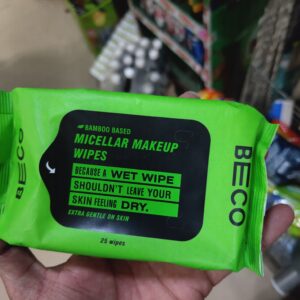 BECO
BAMBOO BASED
MICELLAR MAKEUP
WIPES
BECAUSE A WET WIPE
SHOULDN'T LEAVE YOUR
SKIN FEELING DRY.
EXTRA GENTLE ON SKIN
25 wipes
BECO